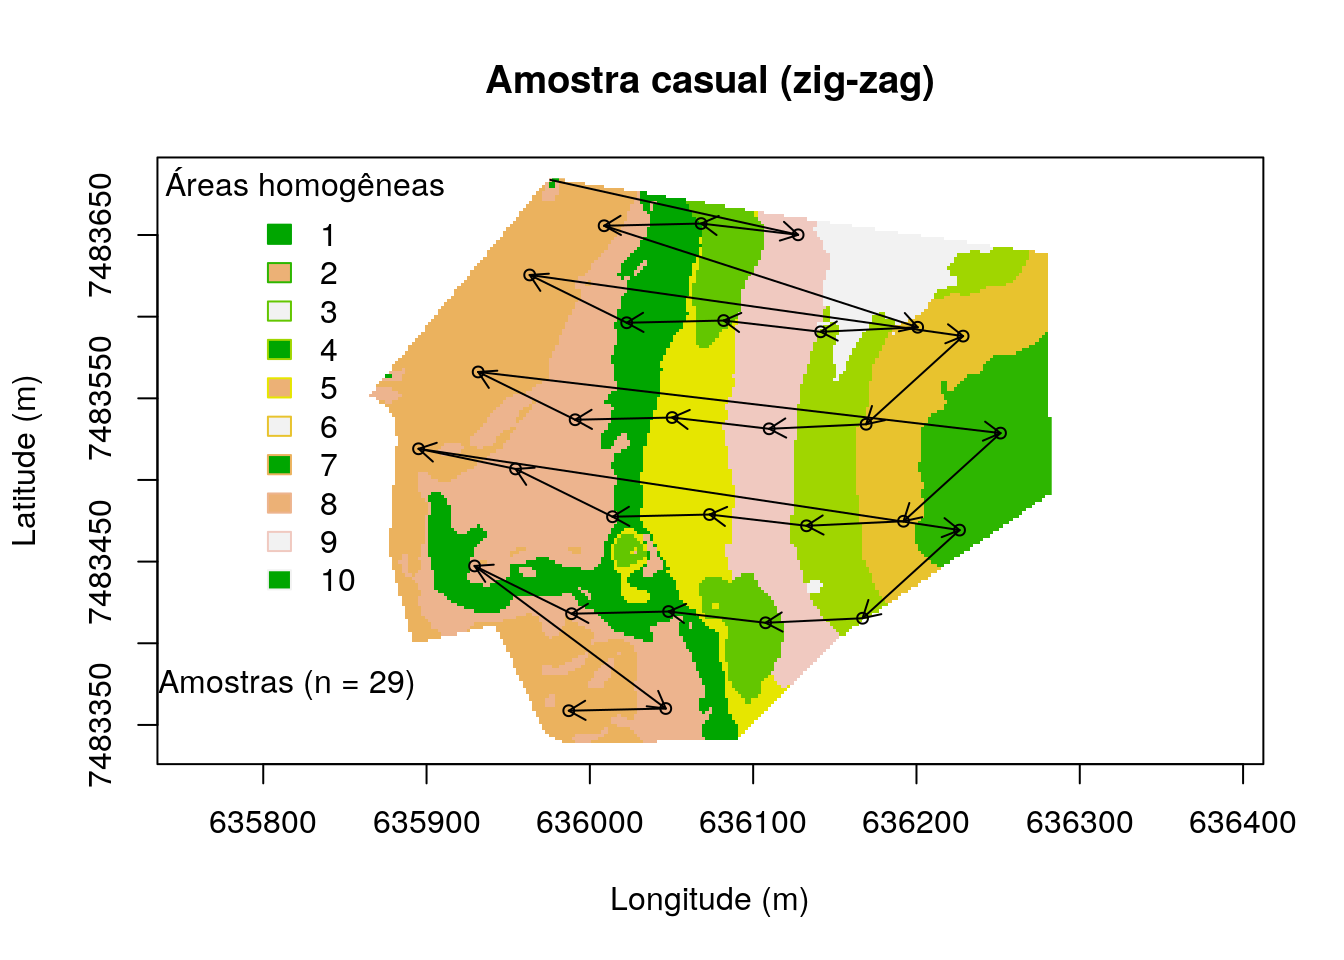 Amostra casual (zig-zag)
Áreas homogêneas
1
2
3
4
5
6
7
8
9
10
Amostras (n = 29)
Latitude (m)
7483650
7483550
7483450
7483350
635800 635900 636000 636100 636200 636300 636400
Longitude (m)